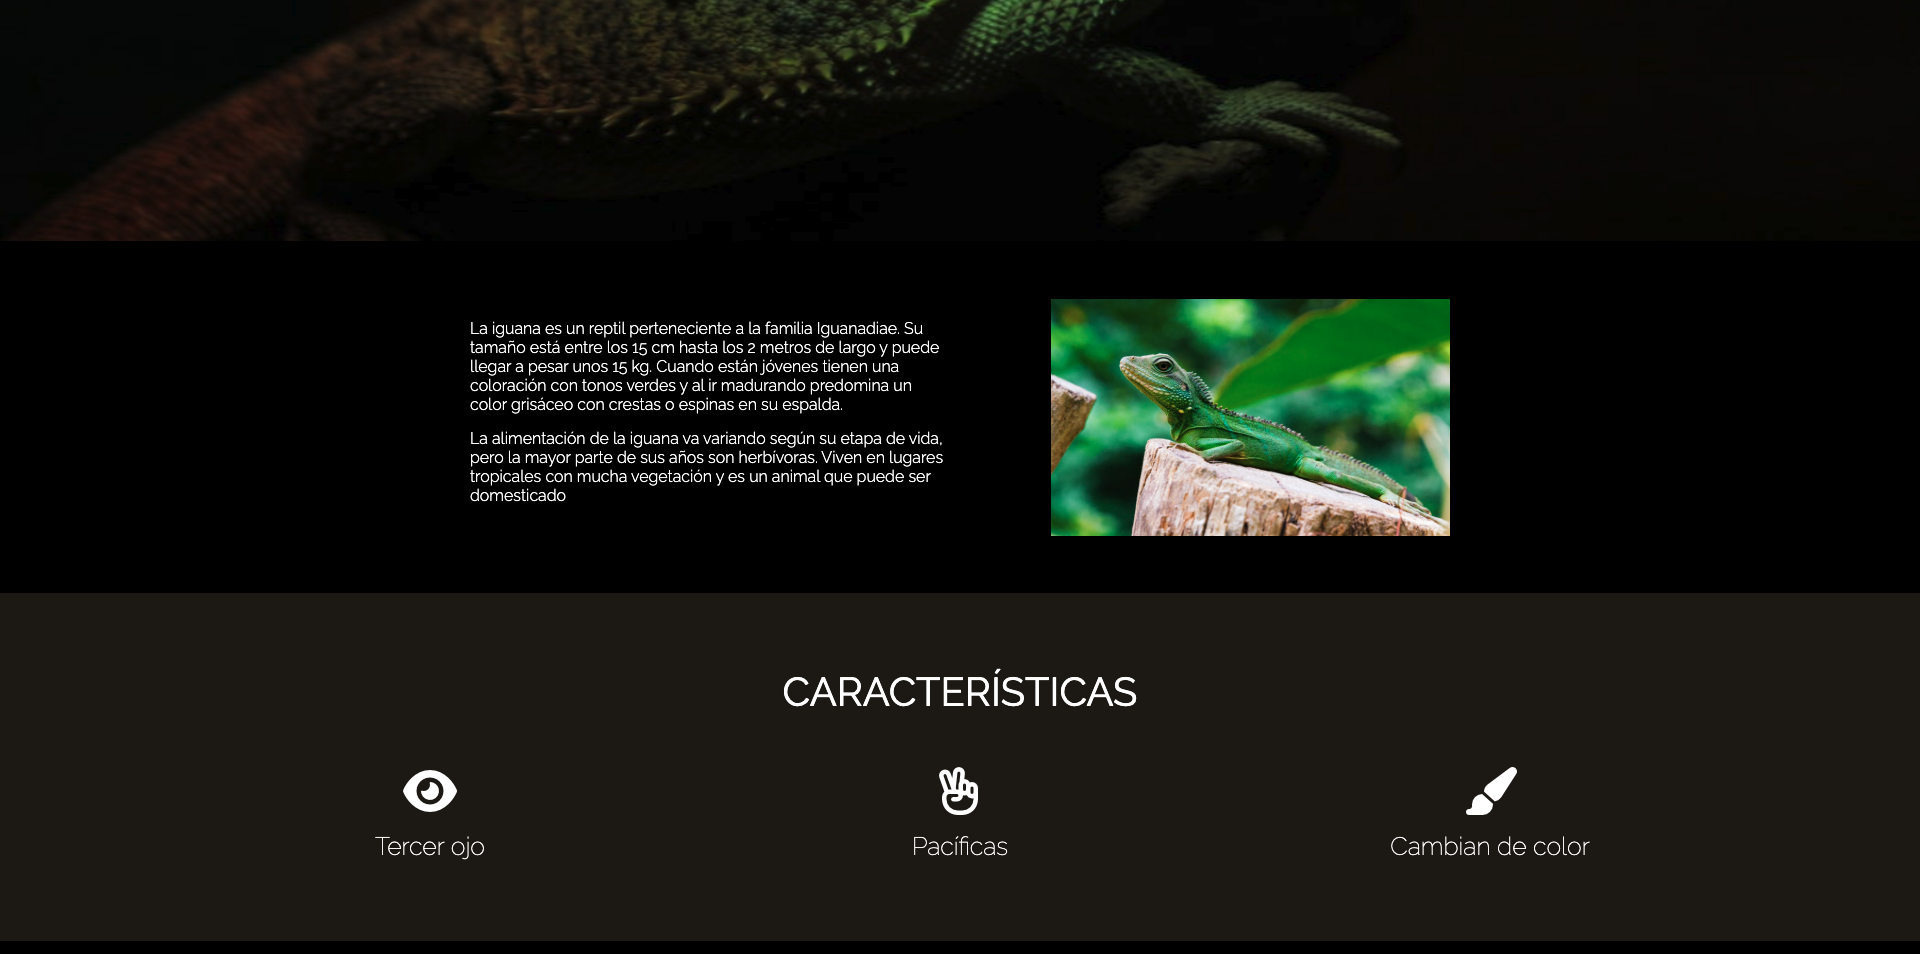 La iguana es un reptil perteneciente a la familia Iguanadiae. Su
tamaño está entre los 15 cm hasta los 2 metros de largo y puede
llegar a pesar unos 15 kg. Cuando están jóvenes tienen una
coloración con tonos verdes y al ir madurando predomina un
color grisáceo con crestas o espinas en su espalda.
La alimentación de la iguana va variando según su etapa de vida,
pero la mayor parte de sus años son herbívoras. Viven en lugares
tropicales con mucha vegetación y es un animal que puede ser
domesticado
CARACTERÍSTICAS
Tercer ojo
Pacíficas
Cambian de color